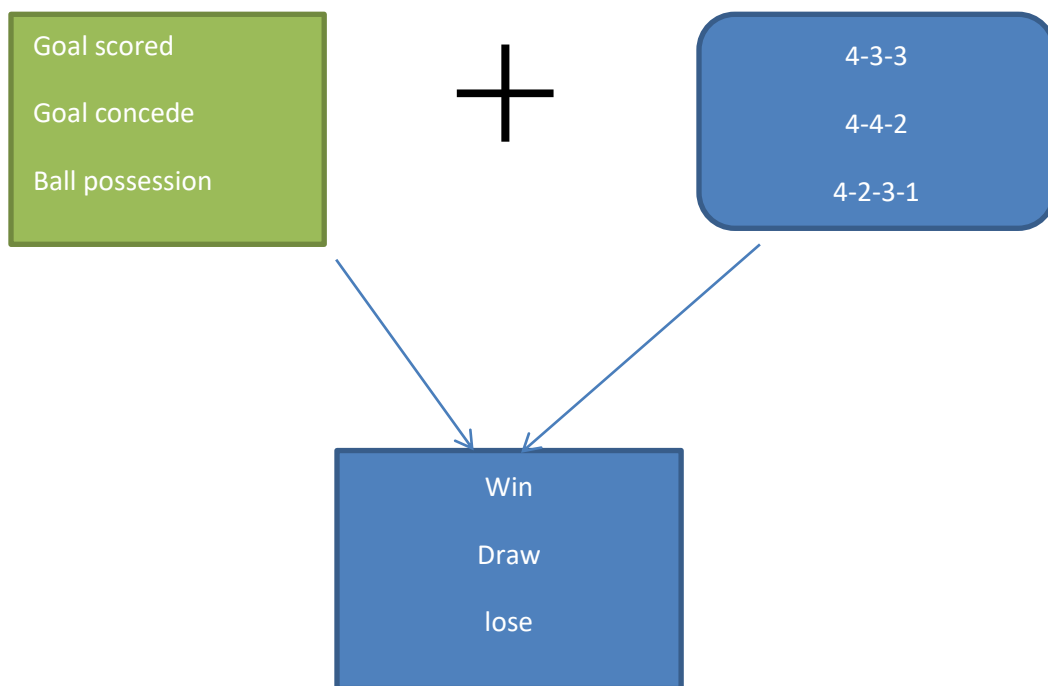 Goal scored
Goal concede
Ball possession
4-3-3
4-4-2
4-2-3-1
Win
Draw
lose